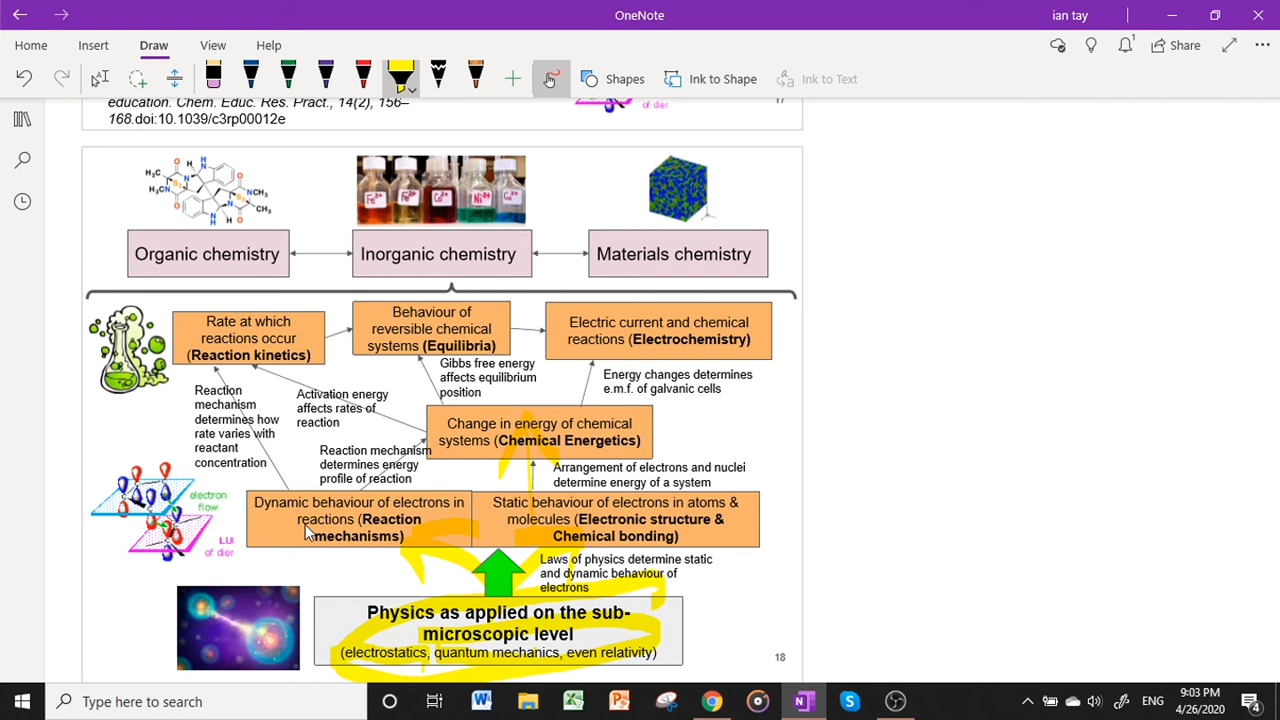 OneNote
ian tay
Home
Insert
Draw
View
Help
Share
Shapes
Ink to Shape
Ink to Text
education. Chem. Educ. Res. Pract., 14(2), 156–
168.doi:10.1039/c3rp00012e
of dier
17
Organic chemistry
Inorganic chemistry
Materials chemistry
Rate at which
reactions occur
(Reaction kinetics)
Behaviour of
reversible chemical
systems (Equilibria)
Electric current and chemical
reactions (Electrochemistry)
Reaction
mechanism
determines how
rate varies with
reactant
concentration
Activation energy
affects rates of
reaction
Gibbs free energy
affects equilibrium
position
Energy changes determines
e.m.f. of galvanic cells
Change in energy of chemical
systems (Chemical Energetics)
Reaction mechanism
determines energy
profile of reaction
Arrangement of electrons and nuclei
determine energy of a system
electron
flow
LUI
of dier
Dynamic behaviour of electrons in
reactions (Reaction
mechanisms)
Static behaviour of electrons in atoms &
molecules (Electronic structure &
Chemical bonding)
Laws of physics determine static
and dynamic behaviour of
electrons
Physics as applied on the sub-
microscopic level
(electrostatics, quantum mechanics, even relativity)
18
Type here to search
ENG
9:03 PM
4/26/2020